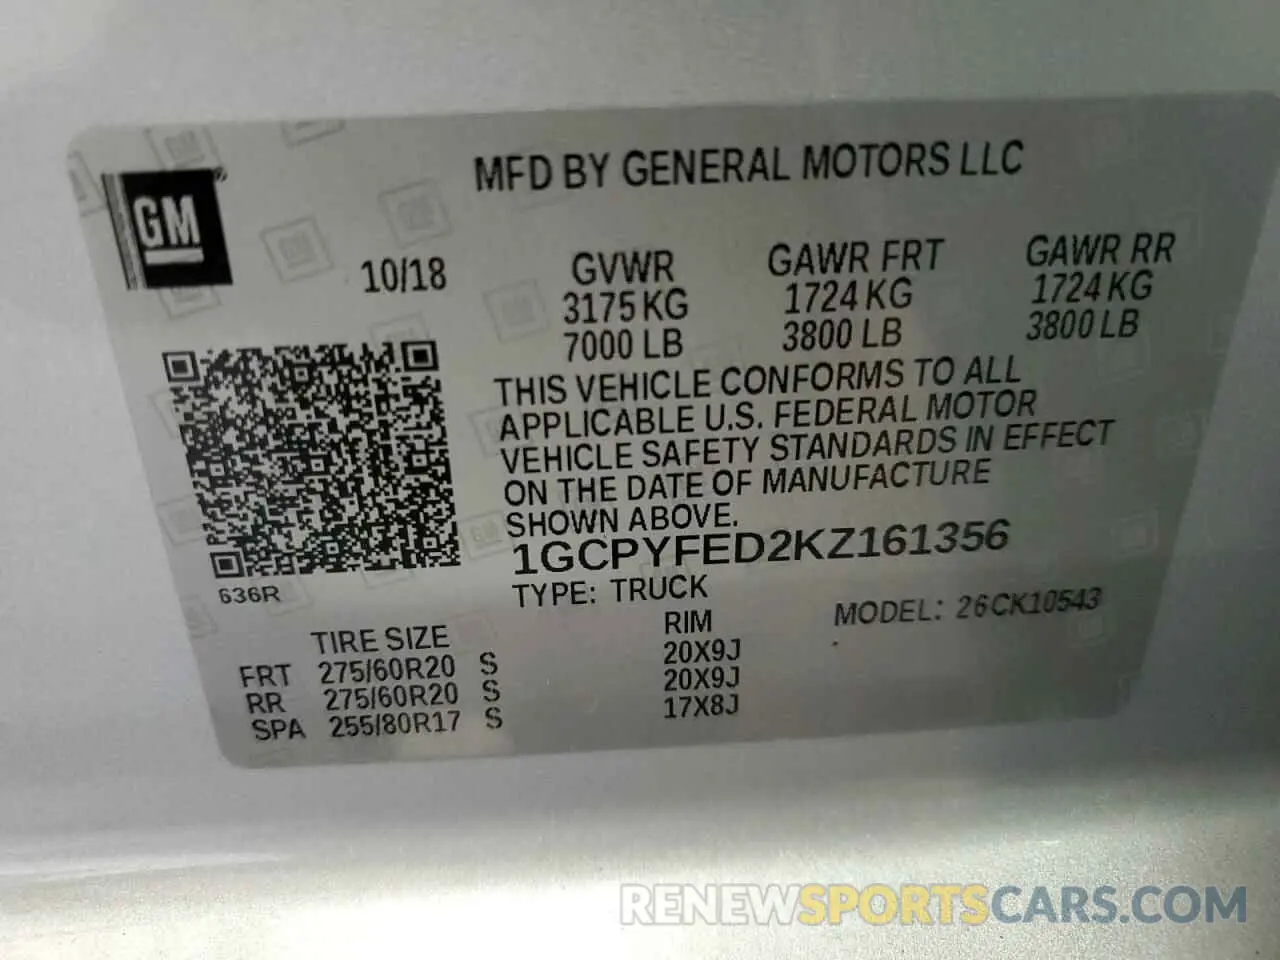 MFD BY GENERAL MOTORS LLC
GM
10/18
GVWR GAWR FRT GAWR RR
3175 KG 1724 KG 1724 KG
7000 LB 3800 LB 3800 LB
THIS VEHICLE CONFORMS TO ALL
APPLICABLE U.S. FEDERAL MOTOR
VEHICLE SAFETY STANDARDS IN EFFECT
ON THE DATE OF MANUFACTURE
SHOWN ABOVE.
1GCPYFED2KZ161356
636R
TYPE: TRUCK
MODEL: 26CK10543
TIRE SIZE RIM
FRT 275/60R20 S 20X9J
RR 275/60R20 S 20X9J
SPA 255/80R17 S 17X8J
RENEWSPORTSCARS.COM